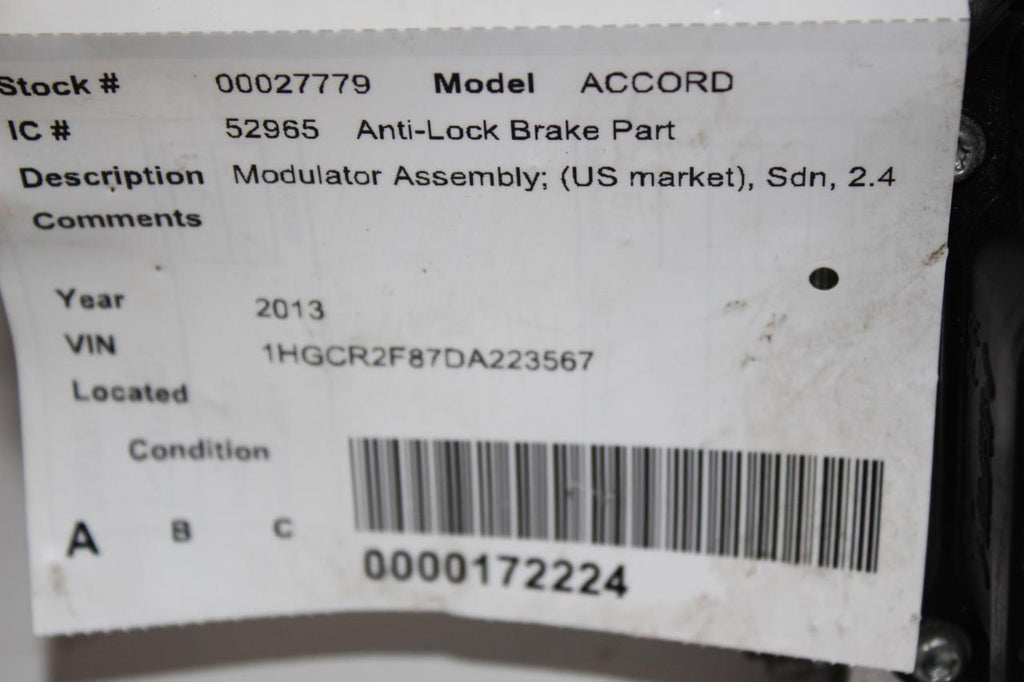 Stock # 00027779 Model ACCORD
IC # 52965 Anti-Lock Brake Part
Description Modulator Assembly; (US market), Sdn, 2.4
Comments
Year 2013
VIN 1HGCR2F87DA223567
Located
Condition
A B C
0000172224